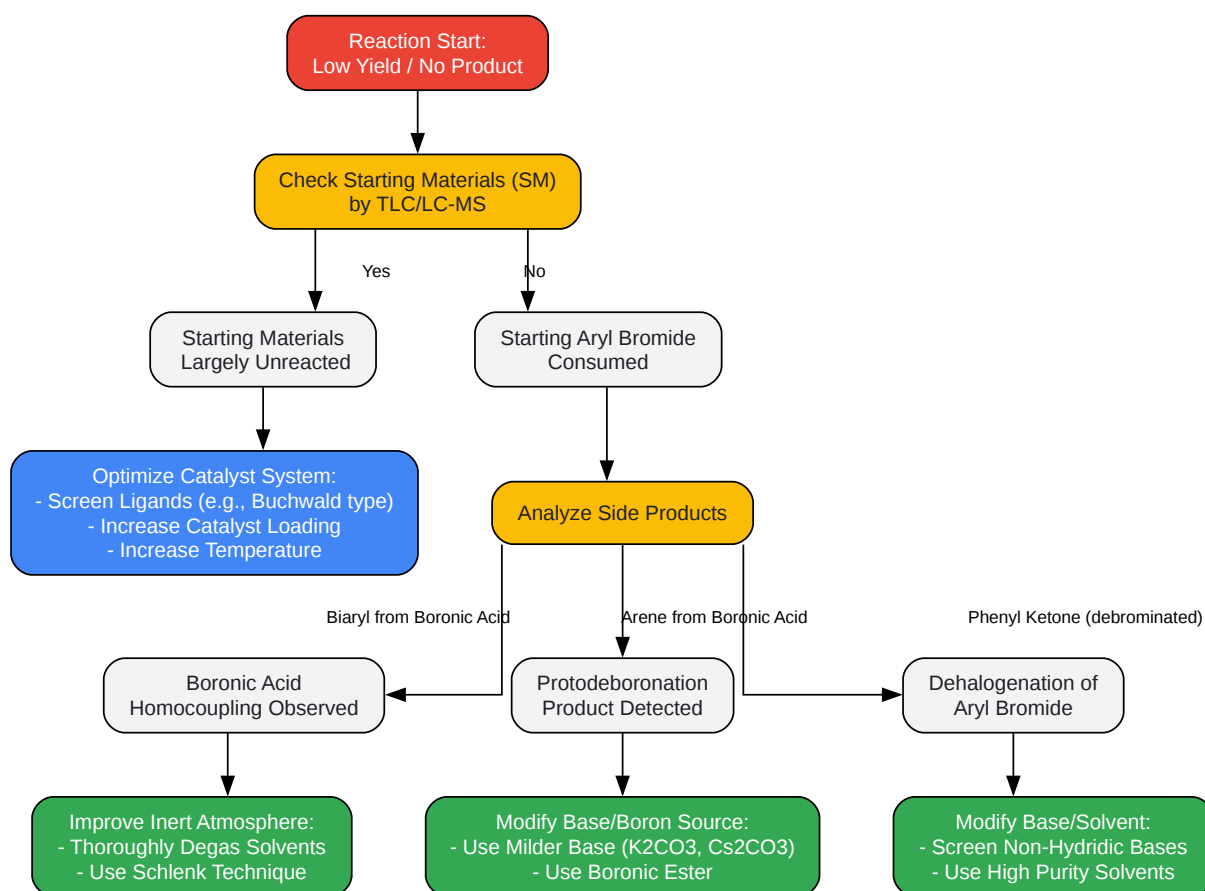 Reaction Start:
Low Yield / No Product
Check Starting Materials (SM)
by TLC/LC-MS
Yes
No
Starting Materials
Largely Unreacted
Starting Aryl Bromide
Consumed
Optimize Catalyst System:
- Screen Ligands (e.g., Buchwald type)
- Increase Catalyst Loading
- Increase Temperature
Analyze Side Products
Biaryl from Boronic Acid
Arene from Boronic Acid
Phenyl Ketone (debrominated)
Boronic Acid
Homocoupling Observed
Protodeboronation
Product Detected
Dehalogenation of
Aryl Bromide
Improve Inert Atmosphere:
- Thoroughly Degas Solvents
- Use Schlenk Technique
Modify Base/Boron Source:
- Use Milder Base (K2CO3, Cs2CO3)
- Use Boronic Ester
Modify Base/Solvent:
- Screen Non-Hydridic Bases
- Use High Purity Solvents